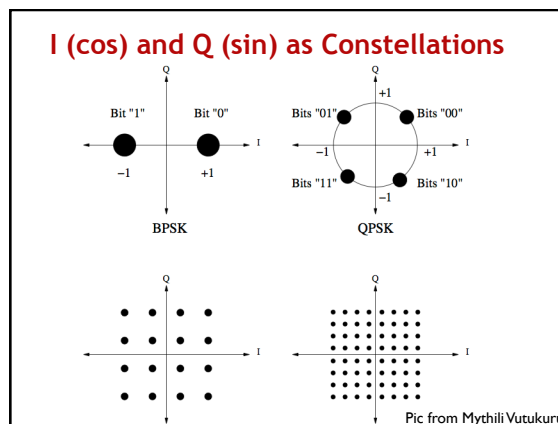 I (cos) and Q (sin) as Constellations
Q
Q
+1
Bit "1"
Bit "0"
Bits "01"
Bits "00"
I
I
−1
+1
−1
+1
Bits "11"
Bits "10"
−1
BPSK
QPSK
Q
Q
I
I
Pic from Mythili Vutukuru